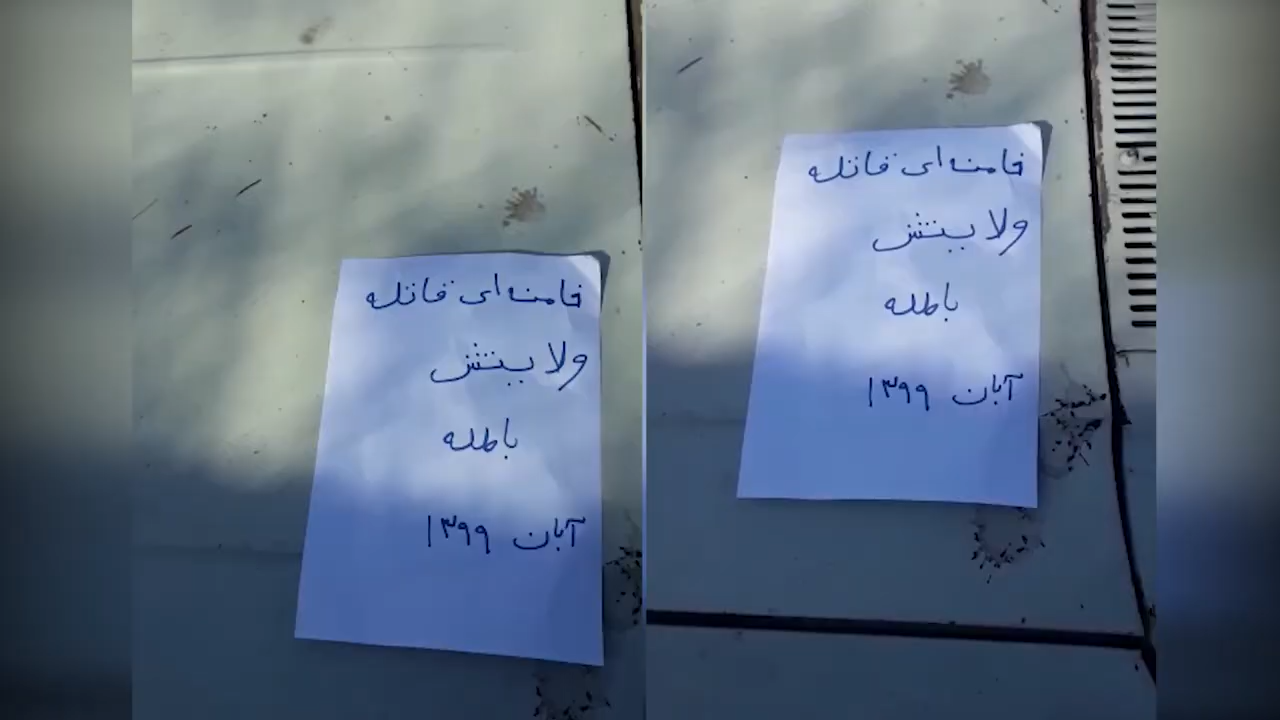 خامنه‌ای قاتله
ولایتش
باطله
آبان ۱۳۹۹
خامنه‌ای قاتله
ولایتش
باطله
آبان ۱۳۹۹